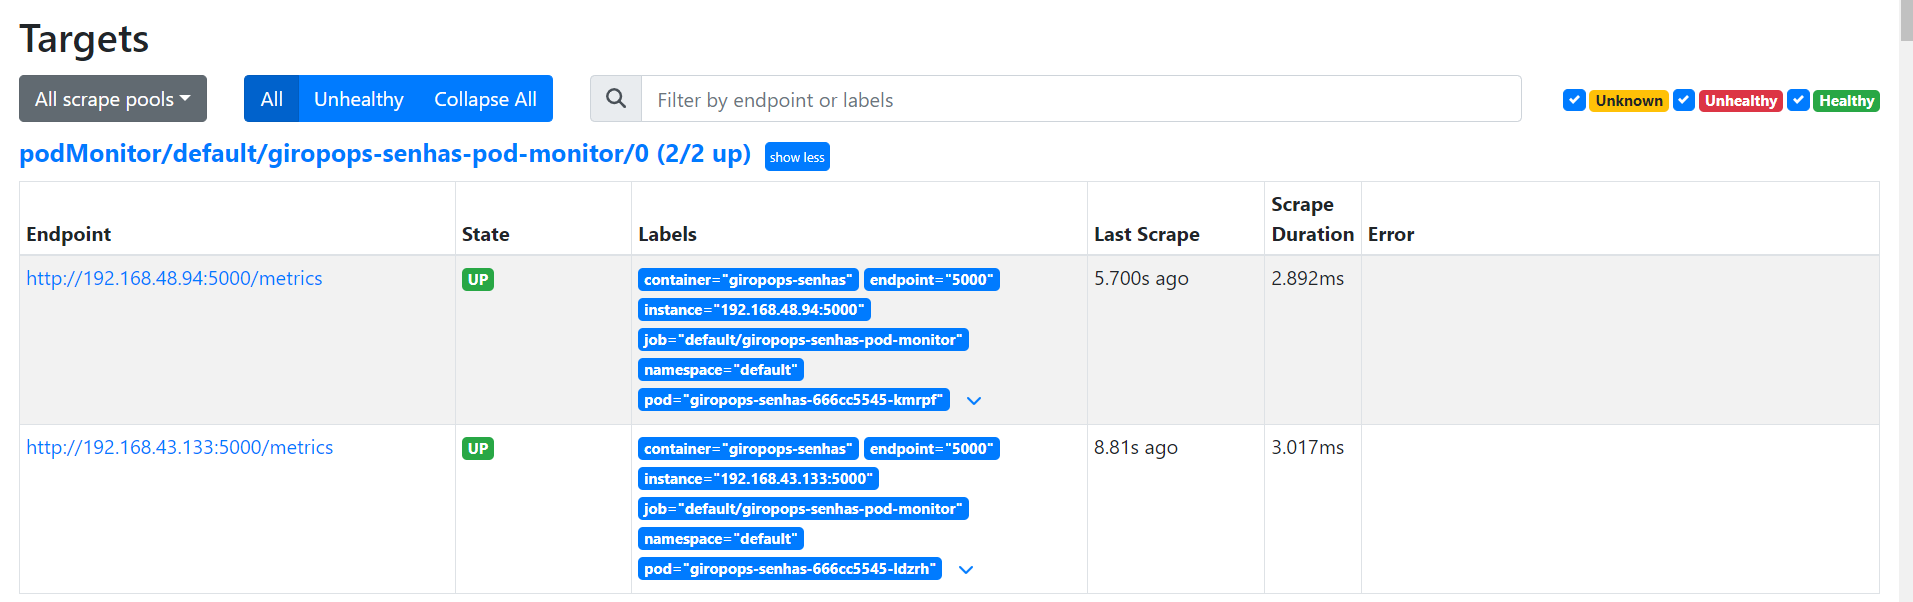 Targets
All scrape pools
All Unhealthy Collapse All
Filter by endpoint or labels
Unknown Unhealthy Healthy
podMonitor/default/giropops-senhas-pod-monitor/0 (2/2 up) show less
Endpoint State Labels Last Scrape Scrape Duration Error
http://192.168.48.94:5000/metrics UP container="giropops-senhas" endpoint="5000" 5.700s ago 2.892ms
instance="192.168.48.94:5000"
job="default/giropops-senhas-pod-monitor"
namespace="default"
pod="giropops-senhas-666cc5545-kmrpf"
http://192.168.43.133:5000/metrics UP container="giropops-senhas" endpoint="5000" 8.81s ago 3.017ms
instance="192.168.43.133:5000"
job="default/giropops-senhas-pod-monitor"
namespace="default"
pod="giropops-senhas-666cc5545-ldzrh"